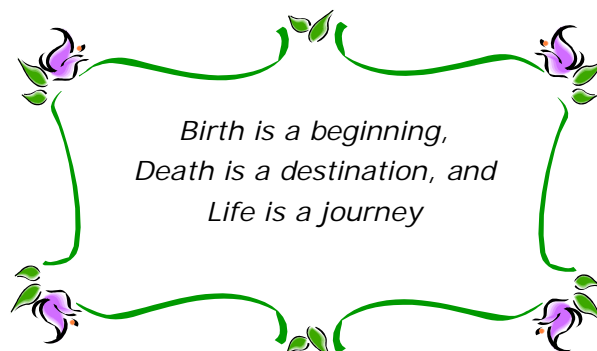 Birth is a beginning,
Death is a destination, and
Life is a journey